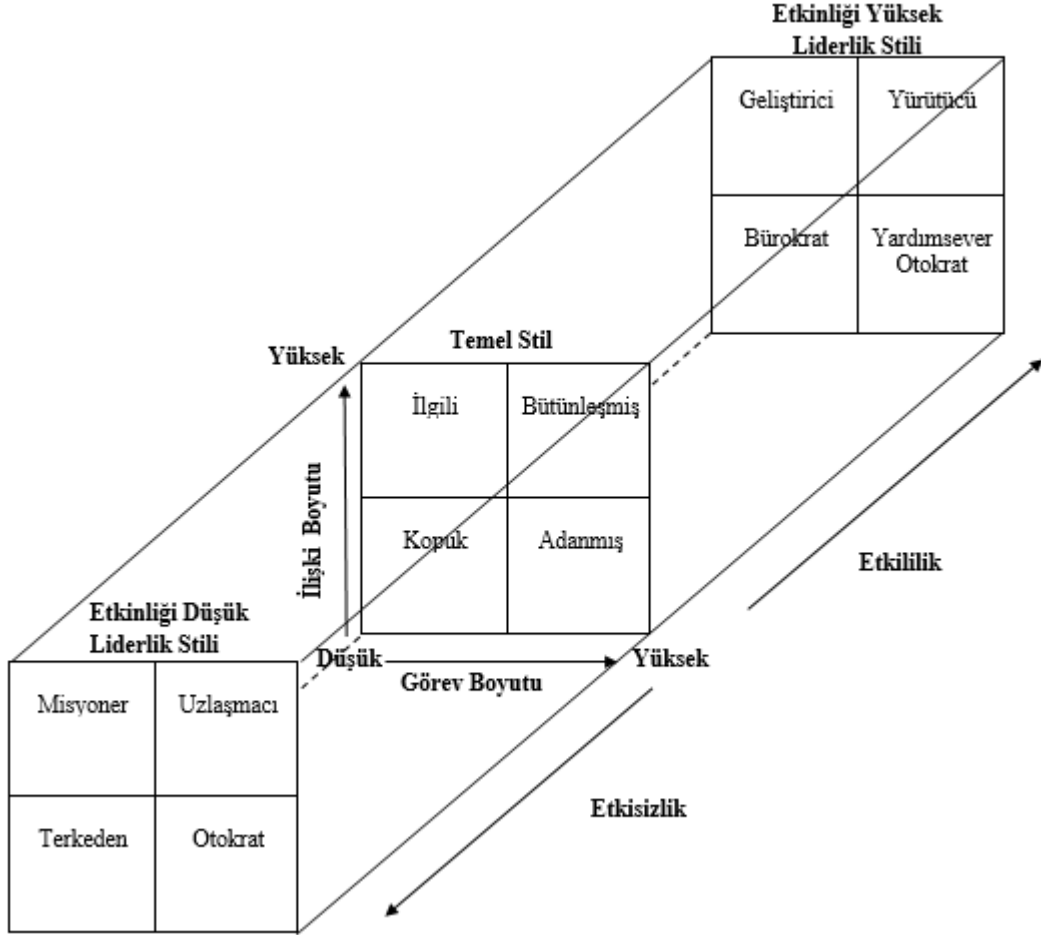 Etkinliği Yüksek
Liderlik Stili
Geliştirici
Yürütücü
Bürokrat
Yardımsever
Otokrat
Temel Stil
Yüksek
İlgili
Bütünleşmiş
Kopuk
Adanmış
İlişki Boyutu
Etkililik
Etkinliği Düşük
Liderlik Stili
Düşük
Yüksek
Görev Boyutu
Misyoner
Uzlaşmacı
Terkeden
Otokrat
Etkisizlik